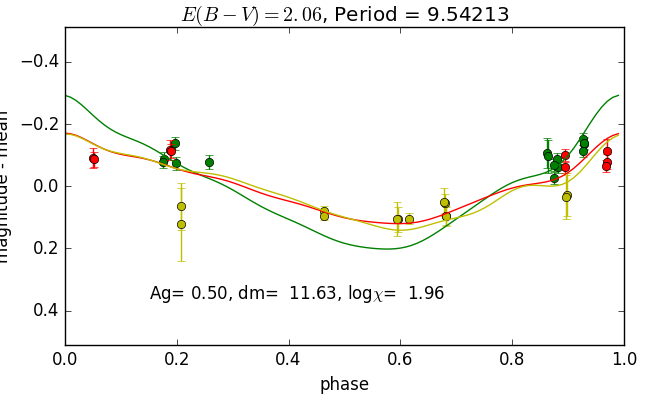 E(B − V) = 2.06, Period = 9.54213
magnitude - mean
−0.4
−0.2
0.0
0.2
0.4
Ag= 0.50, dm= 11.63, logχ= 1.96
0.0 0.2 0.4 0.6 0.8 1.0
phase